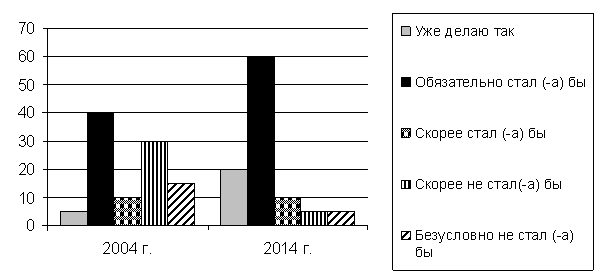 70
60
50
40
30
20
10
0
2004 г.
2014 г.
Уже делаю так
Обязательно стал (-а) бы
Скорее стал (-а) бы
Скорее не стал(-а) бы
Безусловно не стал (-а)
бы